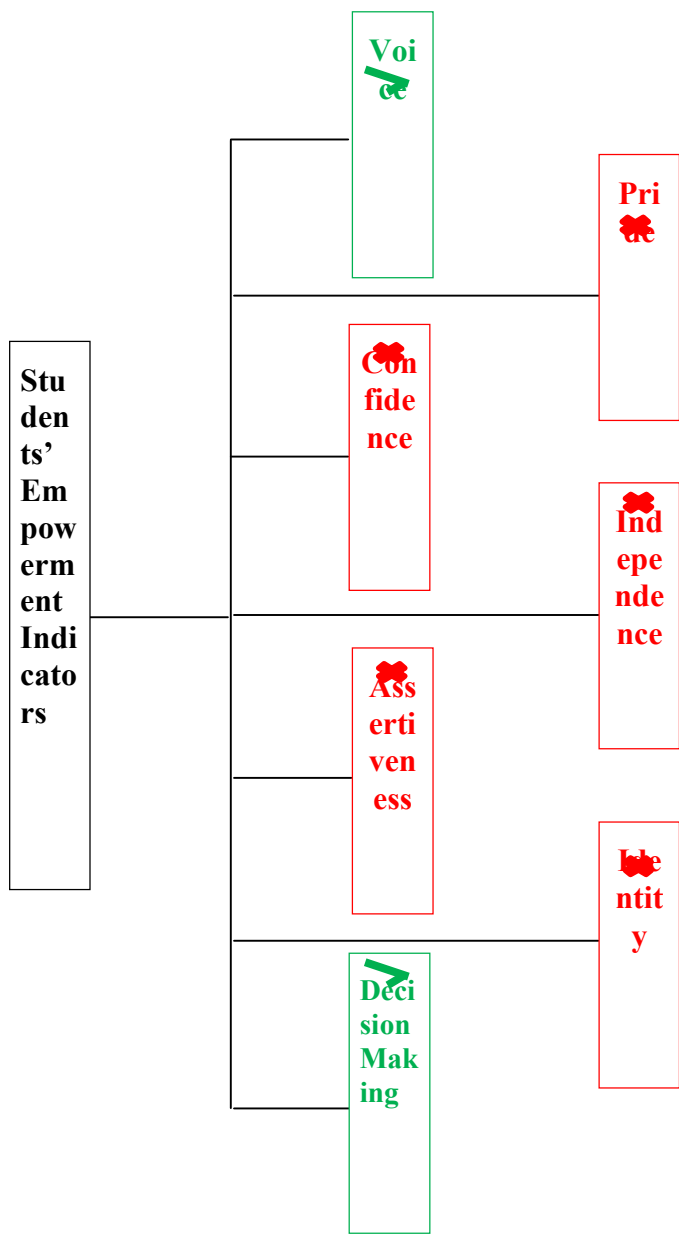 Voi
ce
Pri
de
Con
fide
nce
Stu
den
ts’
Em
pow
erm
ent
Indi
cato
rs
Ind
epe
nde
nce
Ass
erti
ven
ess
Ide
ntit
y
Deci
sion
Mak
ing